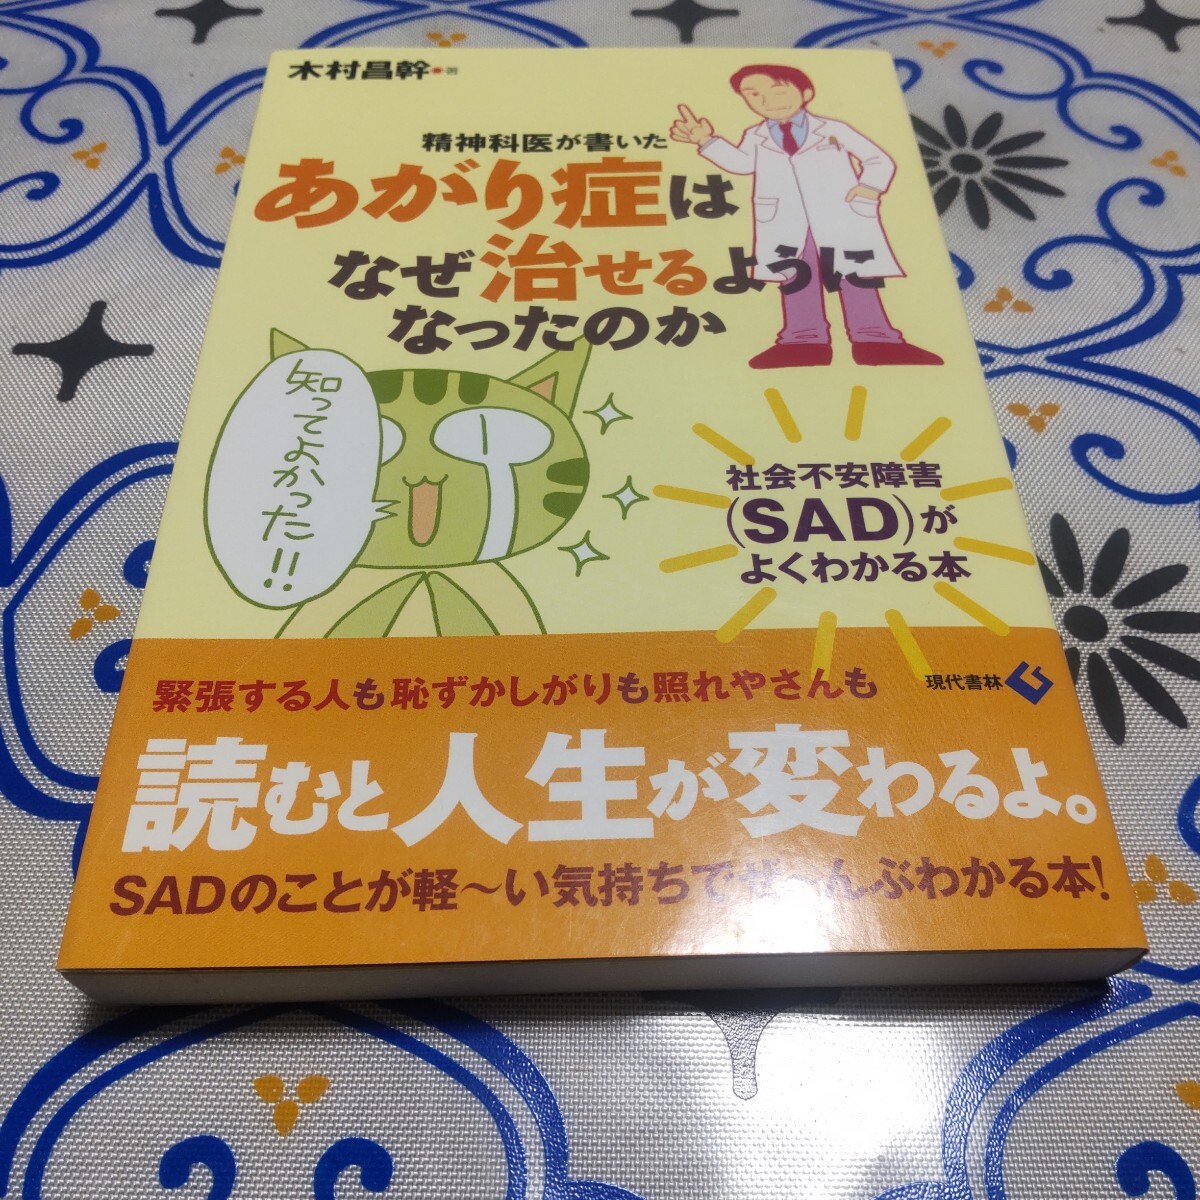 木村昌幹●著
精神科医が書いた
あがり症は
なぜ治せるように
なったのか
知ってよかった!!
社会不安障害
(SAD)が
よくわかる本
緊張する人も恥ずかしがりも照れやさんも
現代書林
読むと人生が変わるよ。
SADのことが軽〜い気持ちでぜ〜んぶわかる本!